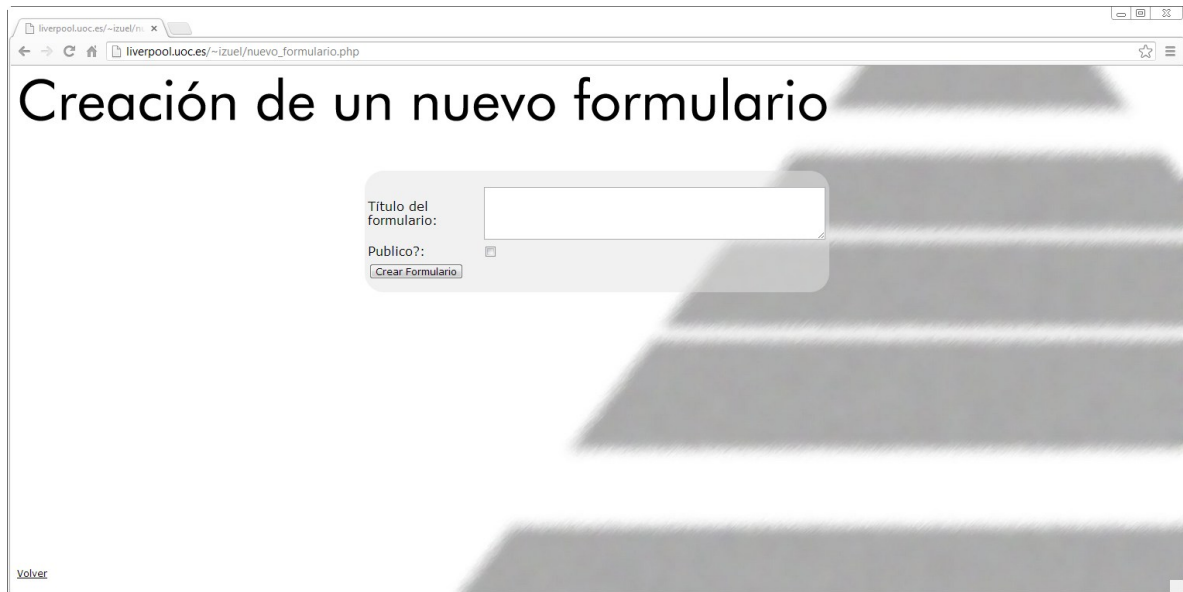 liverpool.uoc.es/~izuel/n
liverpool.uoc.es/~izuel/nuevo_formulario.php
Creación de un nuevo formulario
Título del
formulario:
Publico?:
Crear Formulario
Volver